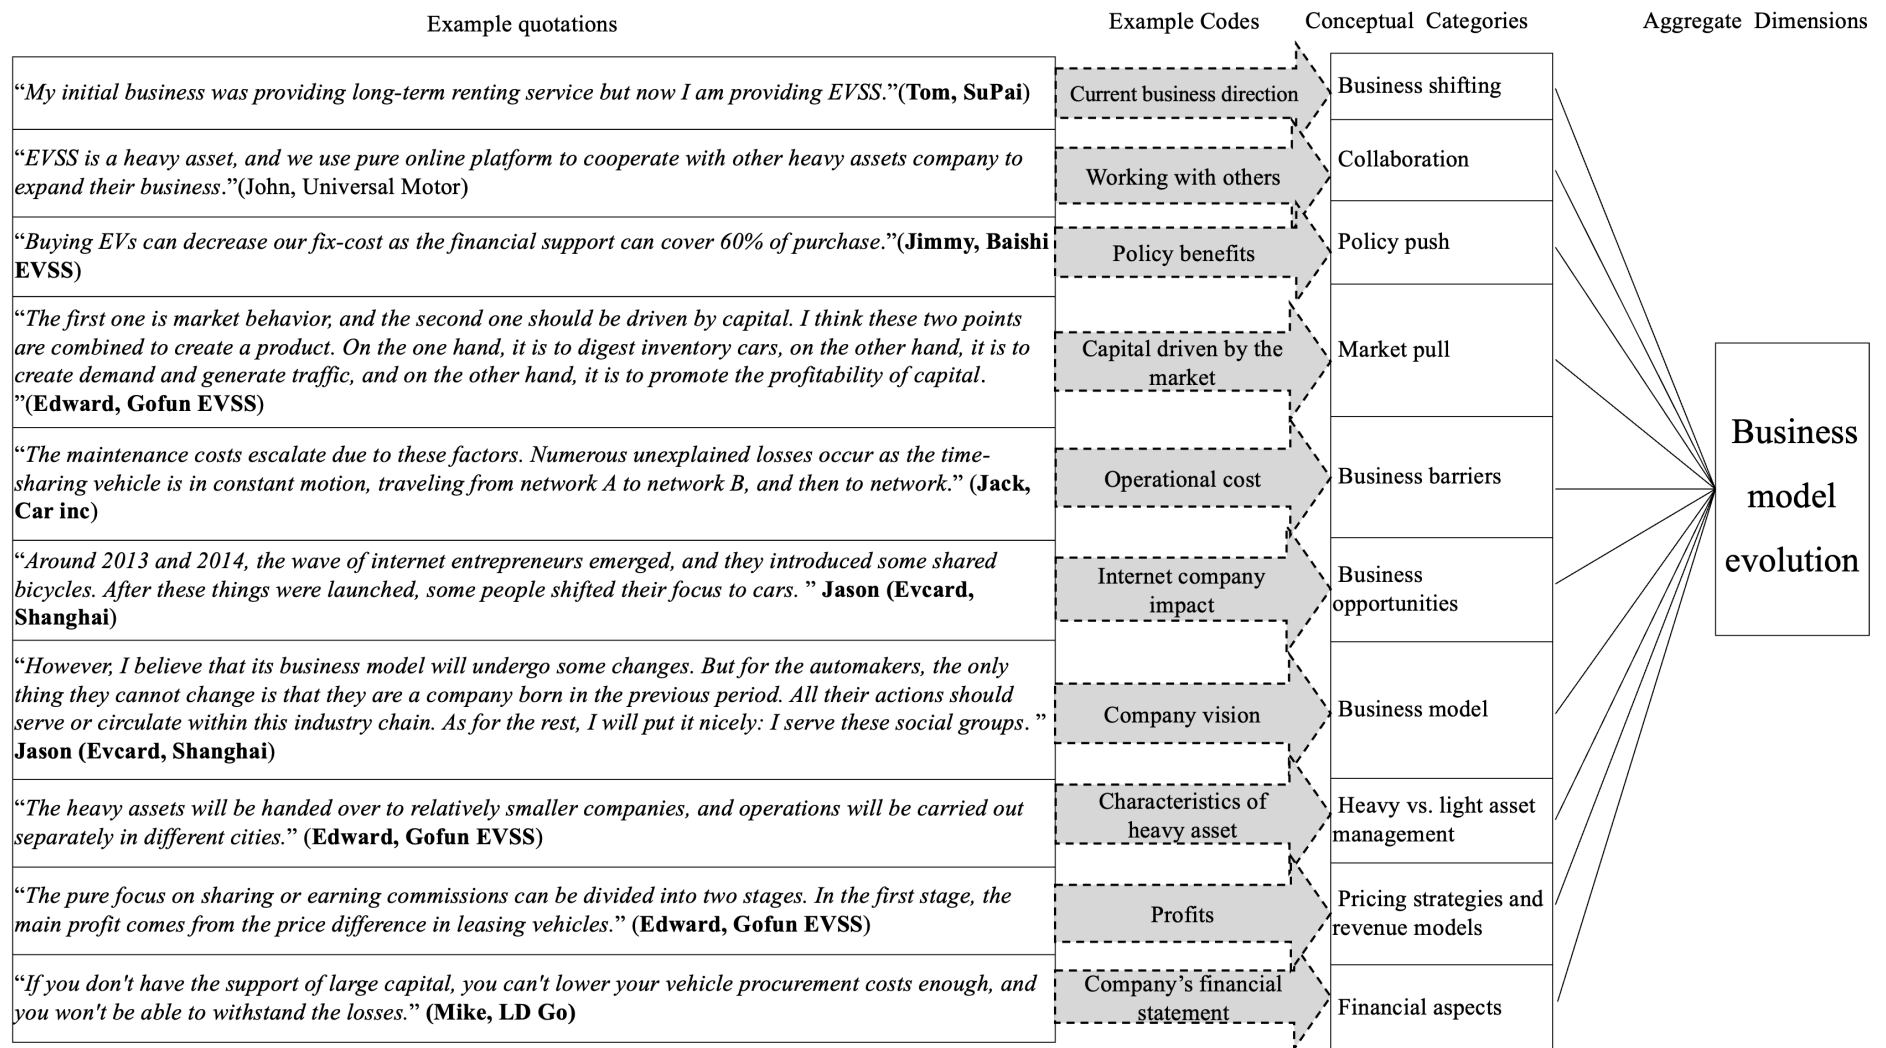 Example quotations
Example Codes
Conceptual Categories
Aggregate Dimensions
“My initial business was providing long-term renting service but now I am providing EVSS.”(Tom, SuPai)
Current business direction
Business shifting
“EVSS is a heavy asset, and we use pure online platform to cooperate with other heavy assets company to
expand their business.”(John, Universal Motor)
Working with others
Collaboration
“Buying EVs can decrease our fix-cost as the financial support can cover 60% of purchase.”(Jimmy, Baishi
EVSS)
Policy benefits
Policy push
“The first one is market behavior, and the second one should be driven by capital. I think these two points
are combined to create a product. On the one hand, it is to digest inventory cars, on the other hand, it is to
create demand and generate traffic, and on the other hand, it is to promote the profitability of capital.
”(Edward, Gofun EVSS)
Capital driven by the
market
Market pull
“The maintenance costs escalate due to these factors. Numerous unexplained losses occur as the time-
sharing vehicle is in constant motion, traveling from network A to network B, and then to network.” (Jack,
Car inc)
Operational cost
Business barriers
“Around 2013 and 2014, the wave of internet entrepreneurs emerged, and they introduced some shared
bicycles. After these things were launched, some people shifted their focus to cars. ” Jason (Evcard,
Shanghai)
Internet company
impact
Business
opportunities
“However, I believe that its business model will undergo some changes. But for the automakers, the only
thing they cannot change is that they are a company born in the previous period. All their actions should
serve or circulate within this industry chain. As for the rest, I will put it nicely: I serve these social groups. ”
Jason (Evcard, Shanghai)
Company vision
Business model
“The heavy assets will be handed over to relatively smaller companies, and operations will be carried out
separately in different cities.” (Edward, Gofun EVSS)
Characteristics of
heavy asset
Heavy vs. light asset
management
“The pure focus on sharing or earning commissions can be divided into two stages. In the first stage, the
main profit comes from the price difference in leasing vehicles.” (Edward, Gofun EVSS)
Profits
Pricing strategies and
revenue models
“If you don't have the support of large capital, you can't lower your vehicle procurement costs enough, and
you won't be able to withstand the losses.” (Mike, LD Go)
Company’s financial
statement
Financial aspects
Business
model
evolution